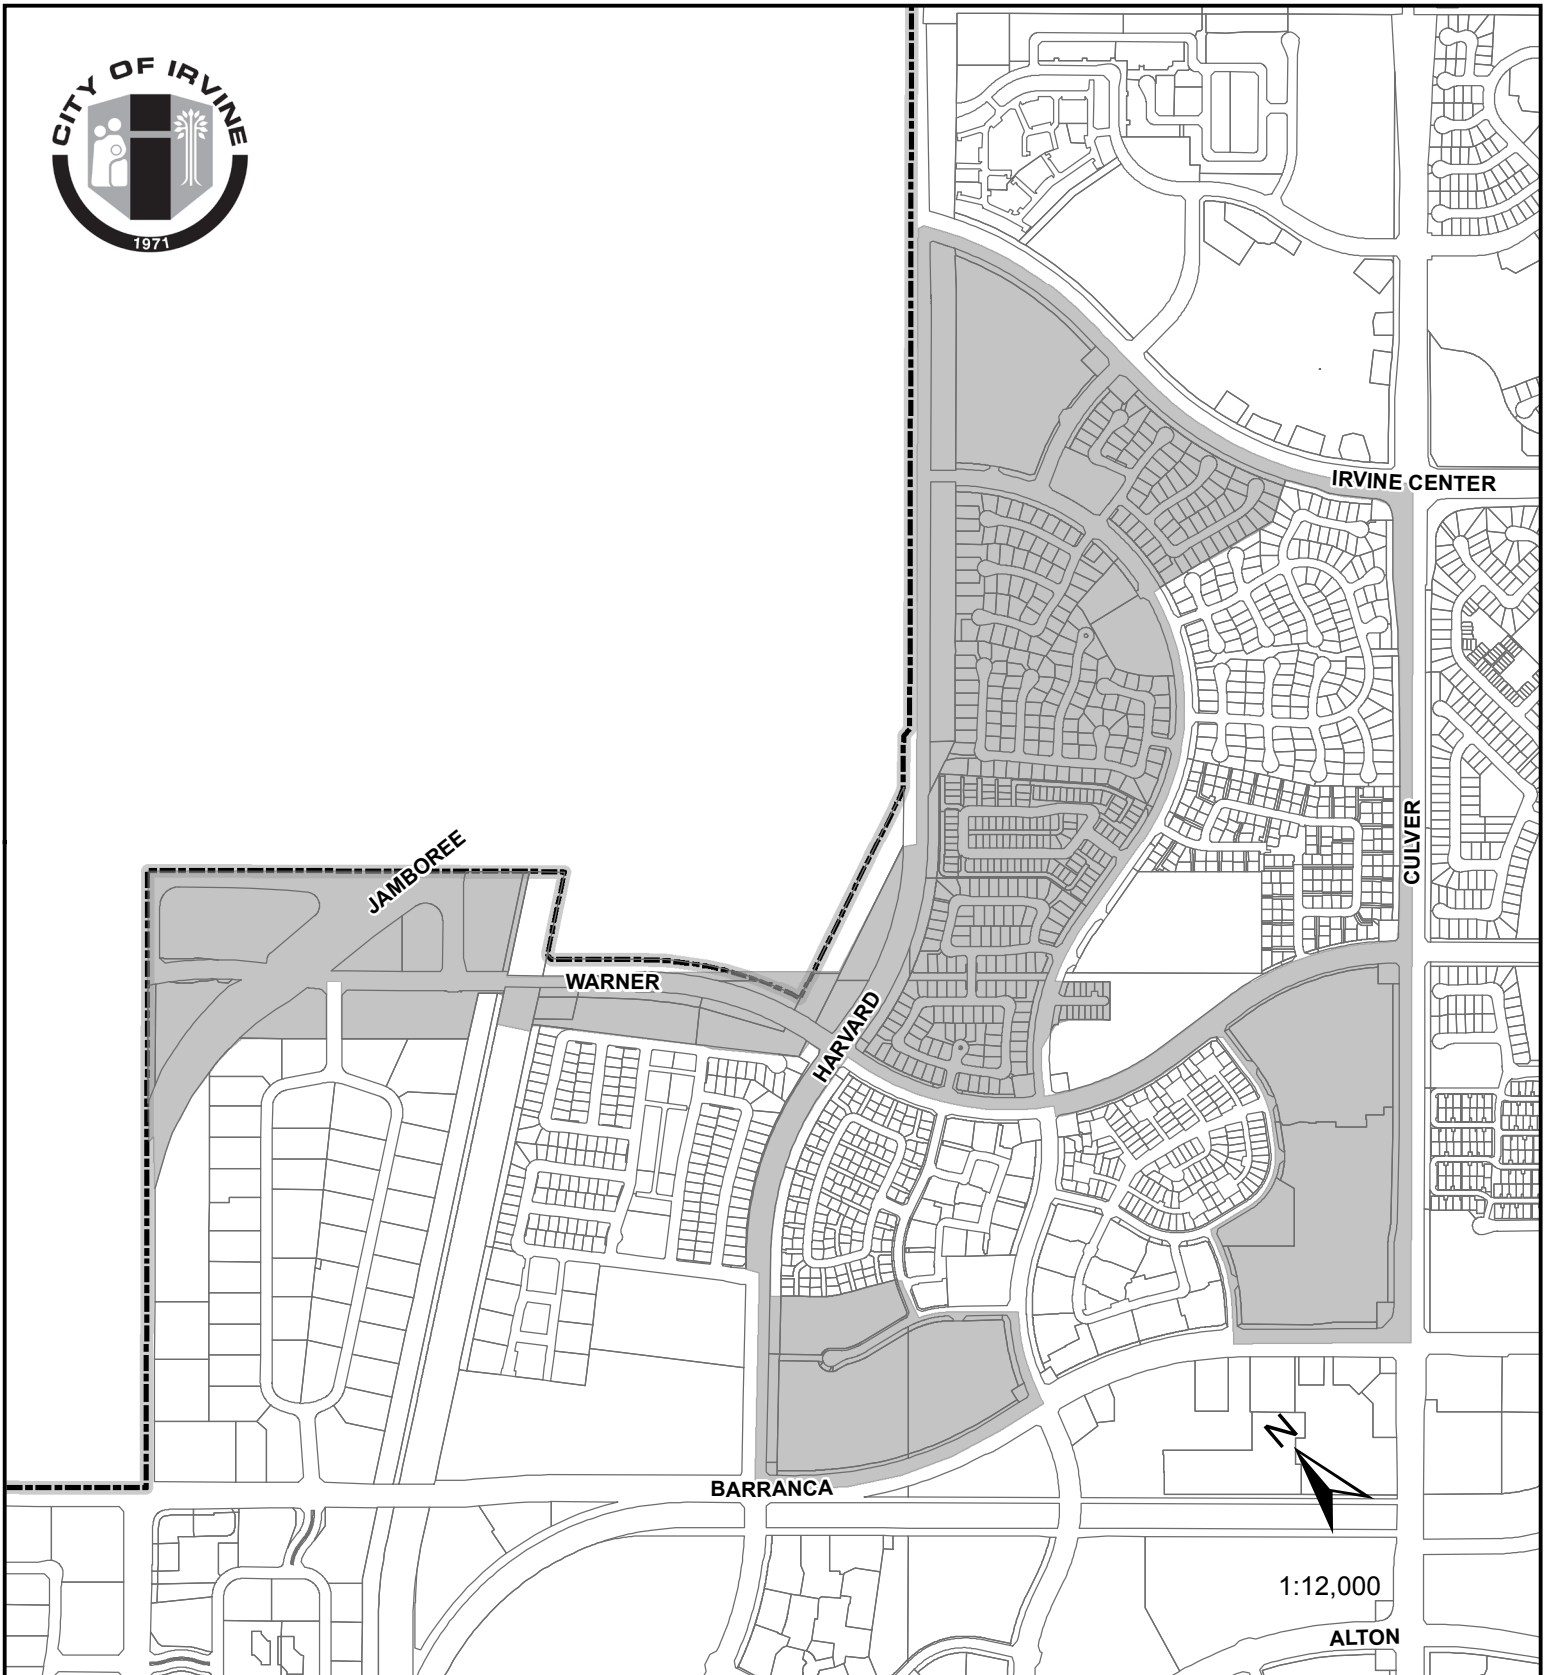 CITY OF IRVINE
1971
IRVINE CENTER
CULVER
JAMBOREE
WARNER
HARVARD
BARRANCA
N
1:12,000
ALTON